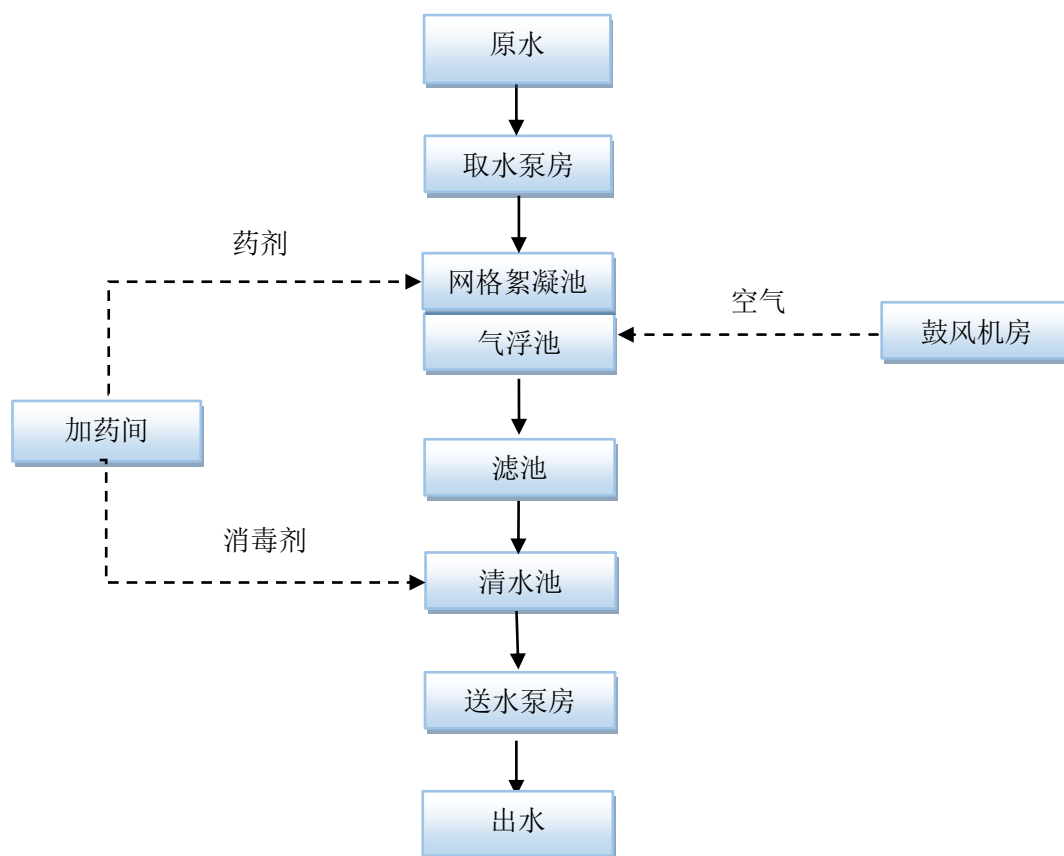 原水
取水泵房
药剂
网格絮凝池
空气
鼓风机房
气浮池
加药间
滤池
消毒剂
清水池
送水泵房
出水